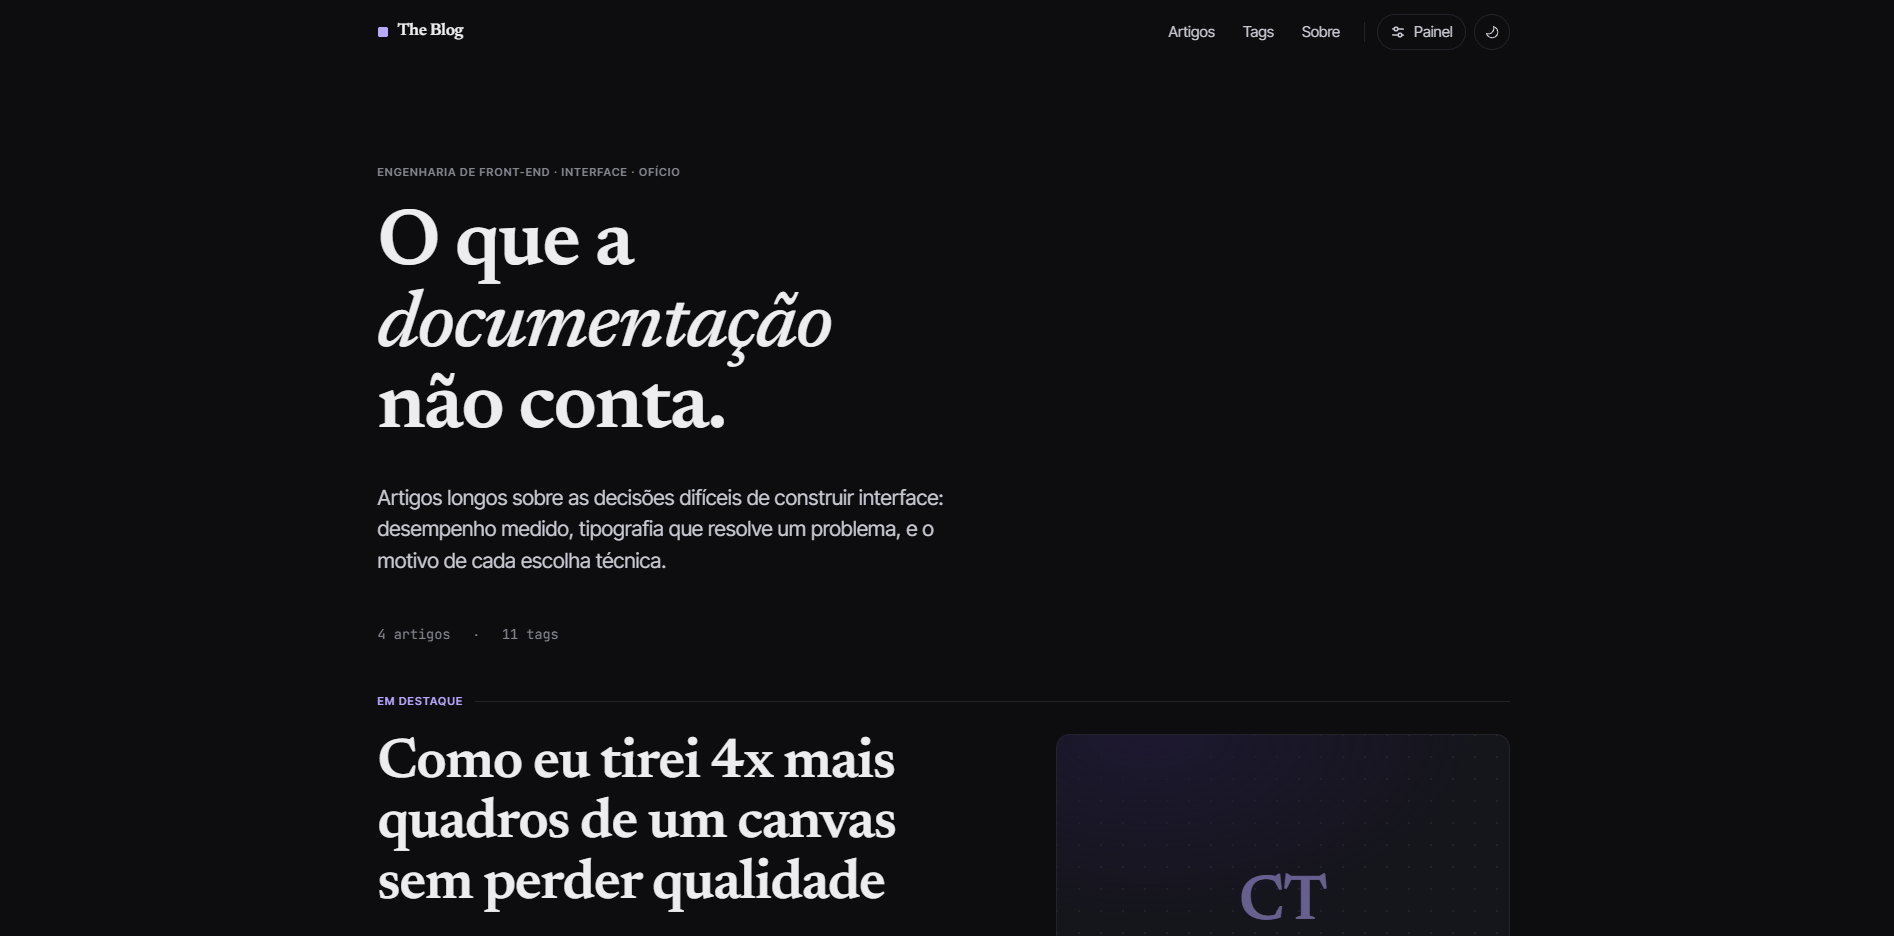 The Blog
Artigos Tags Sobre Painel
ENGENHARIA DE FRONT-END · INTERFACE · OFÍCIO
O que a
documentação
não conta.
Artigos longos sobre as decisões difíceis de construir interface:
desempenho medido, tipografia que resolve um problema, e o
motivo de cada escolha técnica.
4 artigos · 11 tags
EM DESTAQUE
Como eu tirei 4x mais
quadros de um canvas
sem perder qualidade
CT